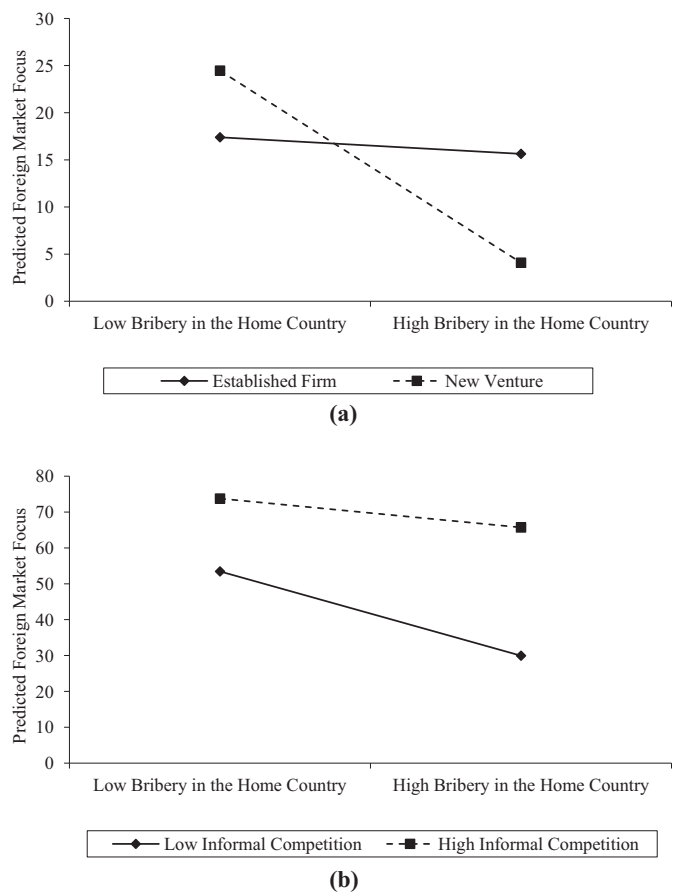 30
25
20
15
10
5
0
Predicted Foreign Market Focus
Low Bribery in the Home Country High Bribery in the Home Country
Established Firm New Venture
(a)
80
70
60
50
40
30
20
10
0
Predicted Foreign Market Focus
Low Bribery in the Home Country High Bribery in the Home Country
Low Informal Competition High Informal Competition
(b)